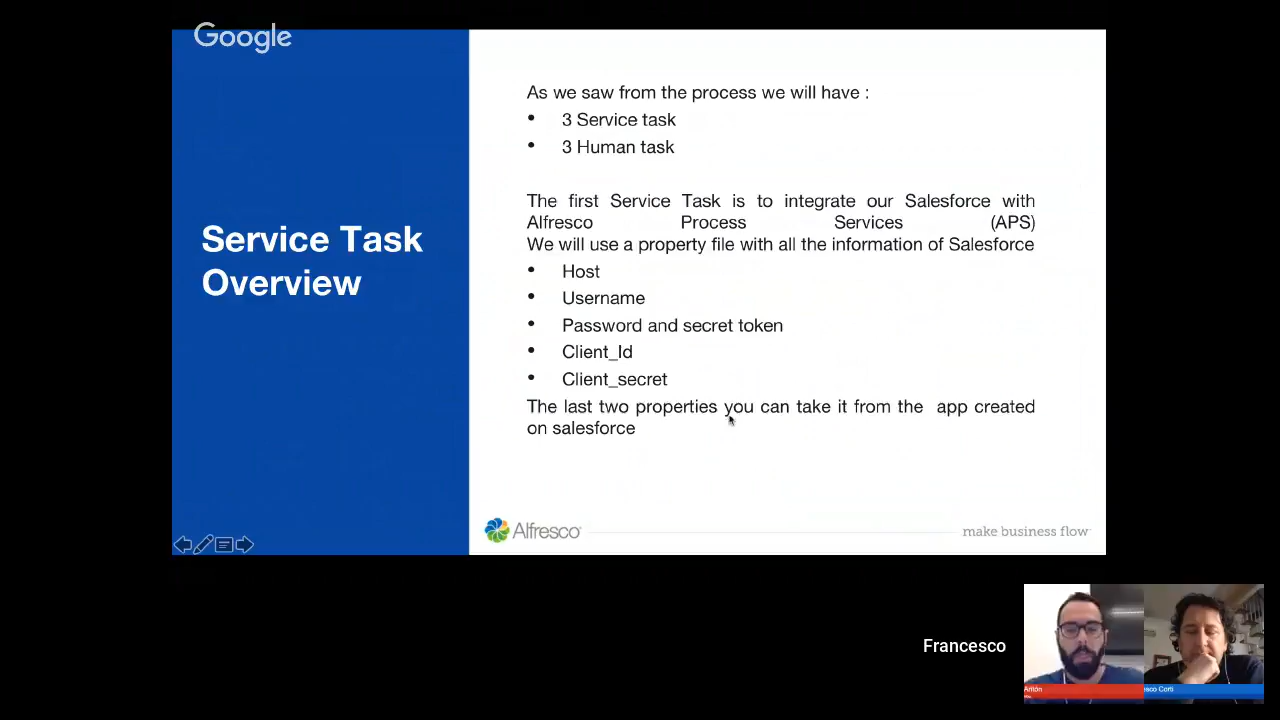 Google
Service Task
Overview
As we saw from the process we will have :
• 3 Service task
• 3 Human task
The first Service Task is to integrate our Salesforce with
Alfresco Process Services (APS)
We will use a property file with all the information of Salesforce
• Host
• Username
• Password and secret token
• Client_Id
• Client_secret
The last two properties you can take it from the app created
on salesforce
Alfresco
make business flow
Francesco
Antón
esco Corti